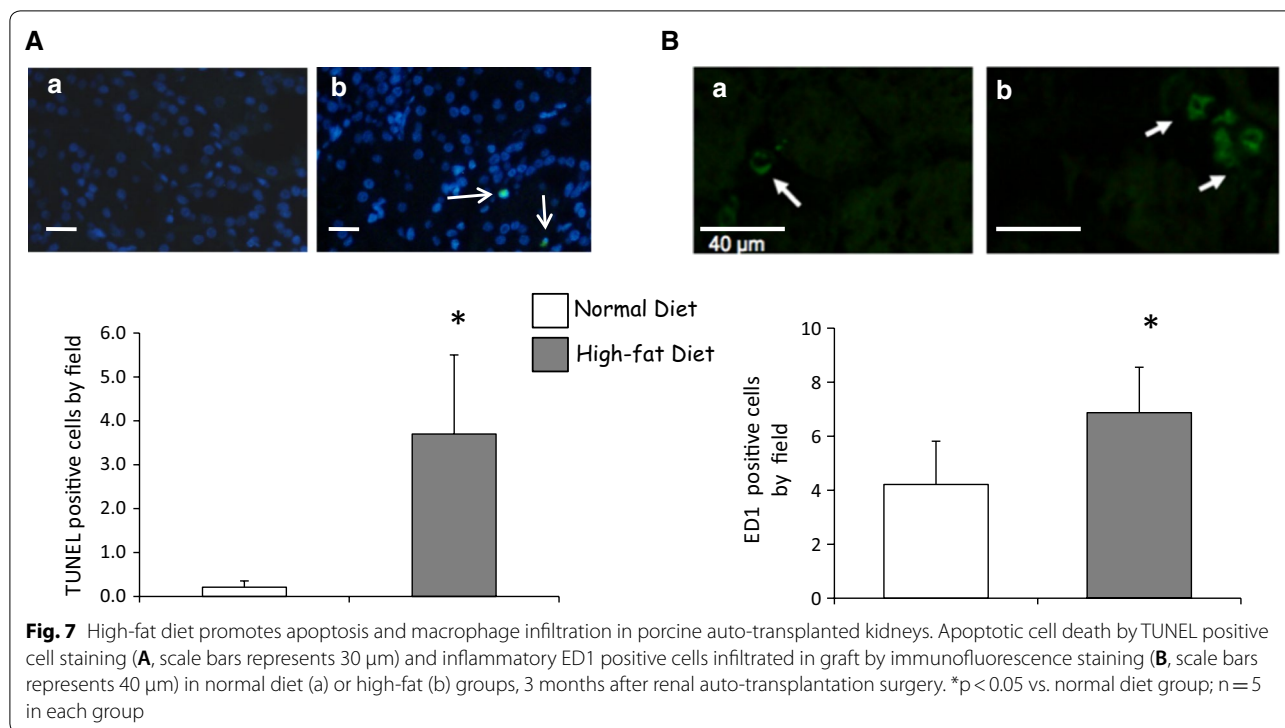 A
B
a
b
a
b
40 µm
Normal Diet
High-fat Diet
TUNEL positive cells by field
6.0
5.0
4.0
3.0
2.0
1.0
0.0
*
ED1 positive cells
by field
10
8
6
4
2
0
*
Fig. 7 High-fat diet promotes apoptosis and macrophage infiltration in porcine auto-transplanted kidneys. Apoptotic cell death by TUNEL positive
cell staining (A, scale bars represents 30 µm) and inflammatory ED1 positive cells infiltrated in graft by immunofluorescence staining (B, scale bars
represents 40 µm) in normal diet (a) or high-fat (b) groups, 3 months after renal auto-transplantation surgery. *p < 0.05 vs. normal diet group; n = 5
in each group